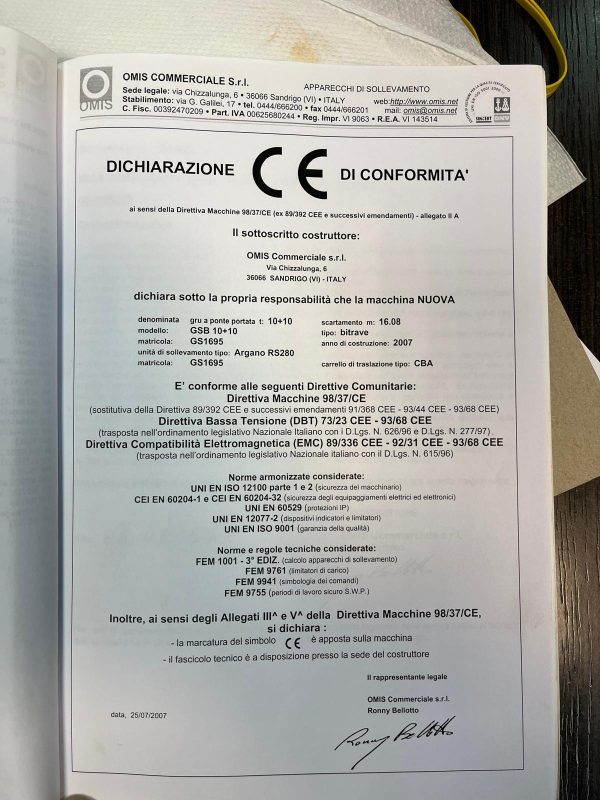 OMIS
OMIS COMMERCIALE S.r.l.
APPARECCHI DI SOLLEVAMENTO
Sede legale: via Chizzalunga, 6 • 36066 Sandrigo (VI) • ITALY
web:http://www.omis.net
Stabilimento: via G. Galilei, 17 • tel. 0444/666200 • fax 0444/666201
mail: omis@omis.net
C. Fisc. 00392470209 • Part. IVA 00625680244 • Reg. Impr. VI 9063 • R.E.A. VI 143514
SINCERT
DNV
DICHIARAZIONE CE DI CONFORMITA'
ai sensi della Direttiva Macchine 98/37/CE (ex 89/392 CEE e successivi emendamenti) - allegato II A
Il sottoscritto costruttore:
OMIS Commerciale s.r.l.
Via Chizzalunga, 6
36066 SANDRIGO (VI) - ITALY
dichiara sotto la propria responsabilità che la macchina NUOVA
denominata gru a ponte portata t: 10+10 scartamento m: 16.08
modello: GSB 10+10 tipo: bitrave
matricola: GS1695 anno di costruzione: 2007
unità di sollevamento tipo: Argano RS280
matricola: GS1695 carrello di traslazione tipo: CBA
E' conforme alle seguenti Direttive Comunitarie:
Direttiva Macchine 98/37/CE
(sostitutiva della Direttiva 89/392 CEE e successivi emendamenti 91/368 CEE - 93/44 CEE - 93/68 CEE)
Direttiva Bassa Tensione (DBT) 73/23 CEE - 93/68 CEE
(trasposta nell'ordinamento legislativo Nazionale Italiano con i D.Lgs. N. 626/96 e D.Lgs. N. 277/97)
Direttiva Compatibilità Elettromagnetica (EMC) 89/336 CEE - 92/31 CEE - 93/68 CEE
(trasposta nell'ordinamento legislativo Nazionale italiano con il D.Lgs. N. 615/96)
Norme armonizzate considerate:
UNI EN ISO 12100 parte 1 e 2 (sicurezza del macchinario)
CEI EN 60204-1 e CEI EN 60204-32 (sicurezza degli equipaggiamenti elettrici ed elettronici)
UNI EN 60529 (protezioni IP)
UNI EN 12077-2 (dispositivi indicatori e limitatori)
UNI EN ISO 9001 (garanzia della qualità)
Norme e regole tecniche considerate:
FEM 1001 - 3° EDIZ. (calcolo apparecchi di sollevamento)
FEM 9761 (limitatori di carico)
FEM 9941 (simbologia dei comandi)
FEM 9755 (periodi di lavoro sicuro S.W.P.)
Inoltre, ai sensi degli Allegati III^ e V^ della Direttiva Macchine 98/37/CE,
si dichiara :
- la marcatura del simbolo CE è apposta sulla macchina
- il fascicolo tecnico è a disposizione presso la sede del costruttore
Il rappresentante legale
OMIS Commerciale s.r.l.
Ronny Bellotto
data, 25/07/2007
Ronny Bellotto